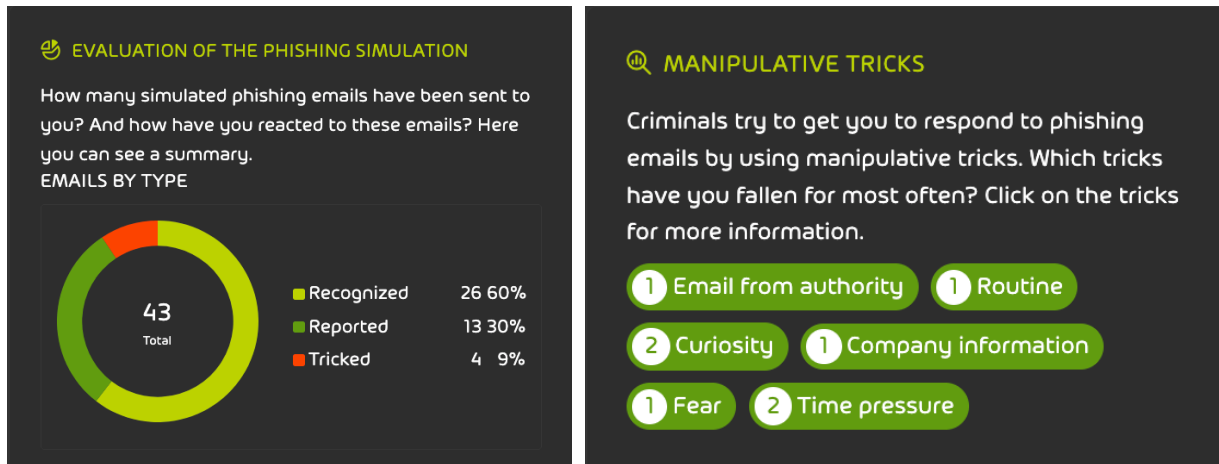 EVALUATION OF THE PHISHING SIMULATION
How many simulated phishing emails have been sent to
you? And how have you reacted to these emails? Here
you can see a summary.
EMAILS BY TYPE
43
Total
Recognized 26 60%
Reported 13 30%
Tricked 4 9%
MANIPULATIVE TRICKS
Criminals try to get you to respond to phishing
emails by using manipulative tricks. Which tricks
have you fallen for most often? Click on the tricks
for more information.
1 Email from authority 1 Routine
2 Curiosity 1 Company information
1 Fear 2 Time pressure